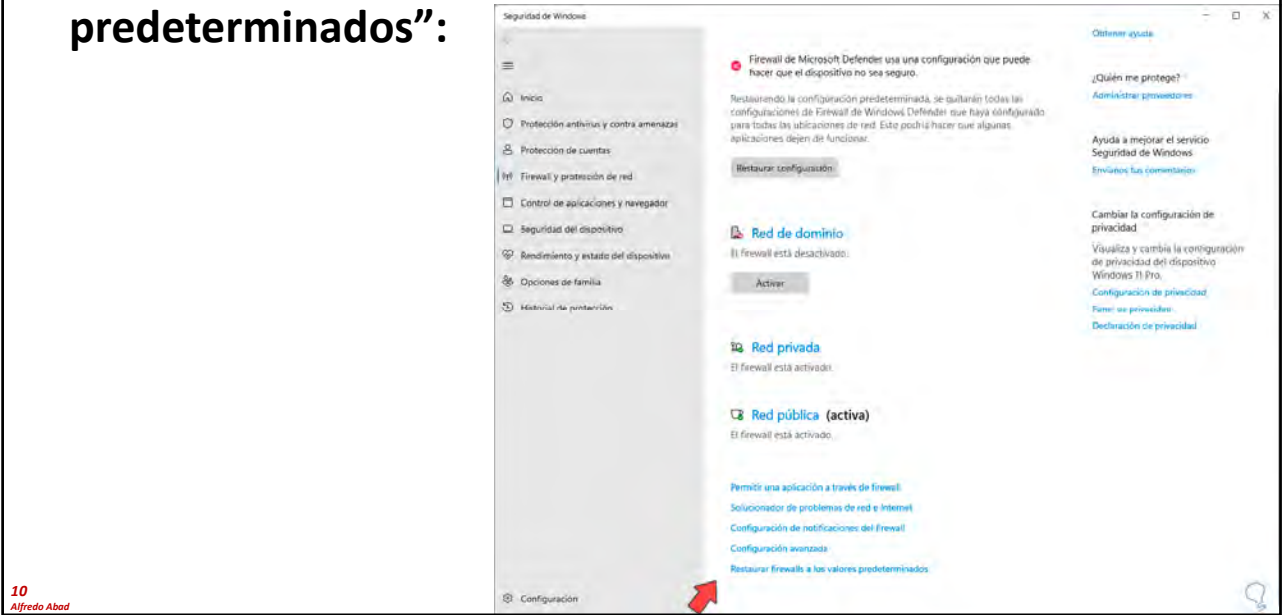 predeterminados”:
Seguridad de Windows
Inicio
Protección antivirus y contra amenazas
Protección de cuentas
Firewall y protección de red
Control de aplicaciones y navegador
Seguridad del dispositivo
Rendimiento y estado del dispositivo
Opciones de familia
Historial de protección
Configuración
Firewall de Microsoft Defender usa una configuración que puede
hacer que el dispositivo no sea seguro.
Restaurando la configuración predeterminada, se quitarán todas las
configuraciones de Firewall de Windows Defender que haya configurado
para todas las ubicaciones de red. Esto podría hacer que algunas
aplicaciones dejen de funcionar.
Restaurar configuración
Red de dominio
El firewall está desactivado.
Activar
Red privada
El firewall está activado.
Red pública (activa)
El firewall está activado.
Permitir una aplicación a través de firewall
Solucionador de problemas de red e Internet
Configuración de notificaciones del firewall
Configuración avanzada
Restaurar firewalls a los valores predeterminados
Obtener ayuda
¿Quién me protege?
Administrar proveedores
Ayuda a mejorar el servicio
Seguridad de Windows
Envíanos tus comentarios
Cambiar la configuración de
privacidad
Visualiza y cambia la configuración
de privacidad del dispositivo
Windows 11 Pro.
Configuración de privacidad
Panel de privacidad
Declaración de privacidad
10
Alfredo Abad